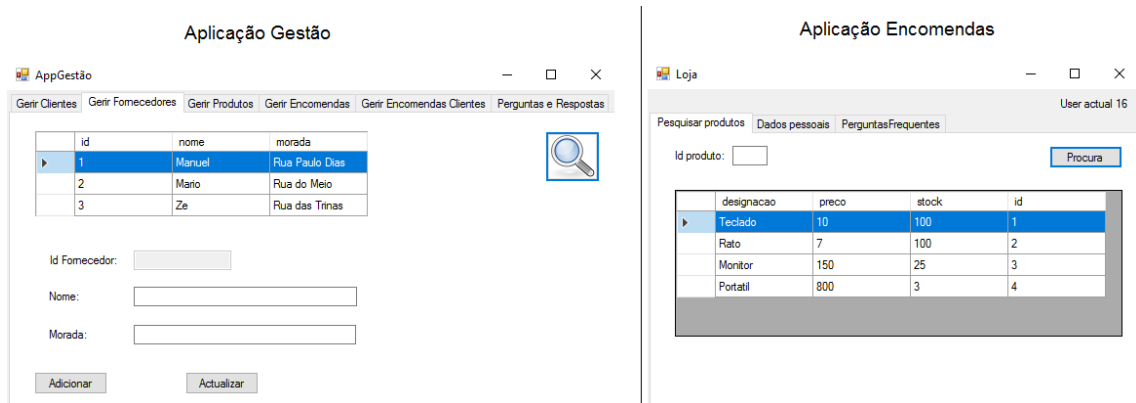 Aplicação Gestão
AppGestão
Gerir Clientes Gerir Fornecedores Gerir Produtos Gerir Encomendas Gerir Encomendas Clientes Perguntas e Respostas
id nome morada
1 Manuel Rua Paulo Dias
2 Mario Rua do Meio
3 Ze Rua das Trinas
Id Fornecedor:
Nome:
Morada:
Adicionar Actualizar
Aplicação Encomendas
Loja
User actual 16
Pesquisar produtos Dados pessoais PerguntasFrequentes
Id produto: Procura
designacao preco stock id
Teclado 10 100 1
Rato 7 100 2
Monitor 150 25 3
Portatil 800 3 4